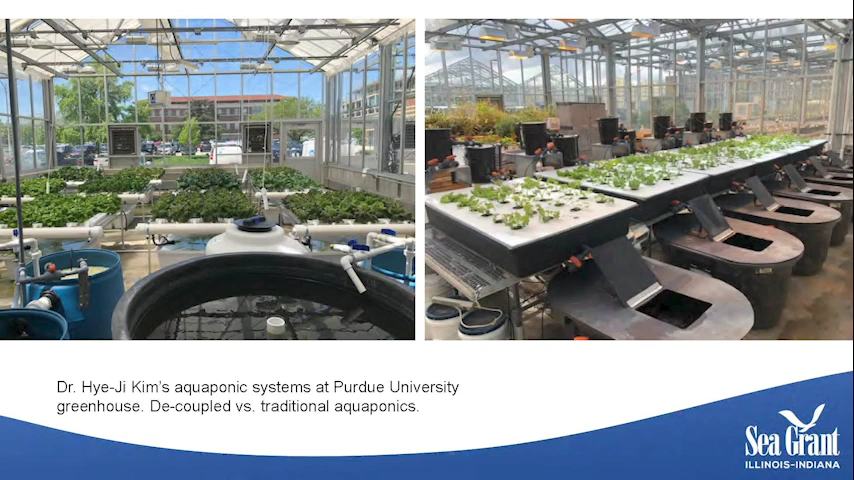 Dr. Hye-Ji Kim's aquaponic systems at Purdue University
greenhouse. De-coupled vs. traditional aquaponics.
Sea Grant
ILLINOIS-INDIANA